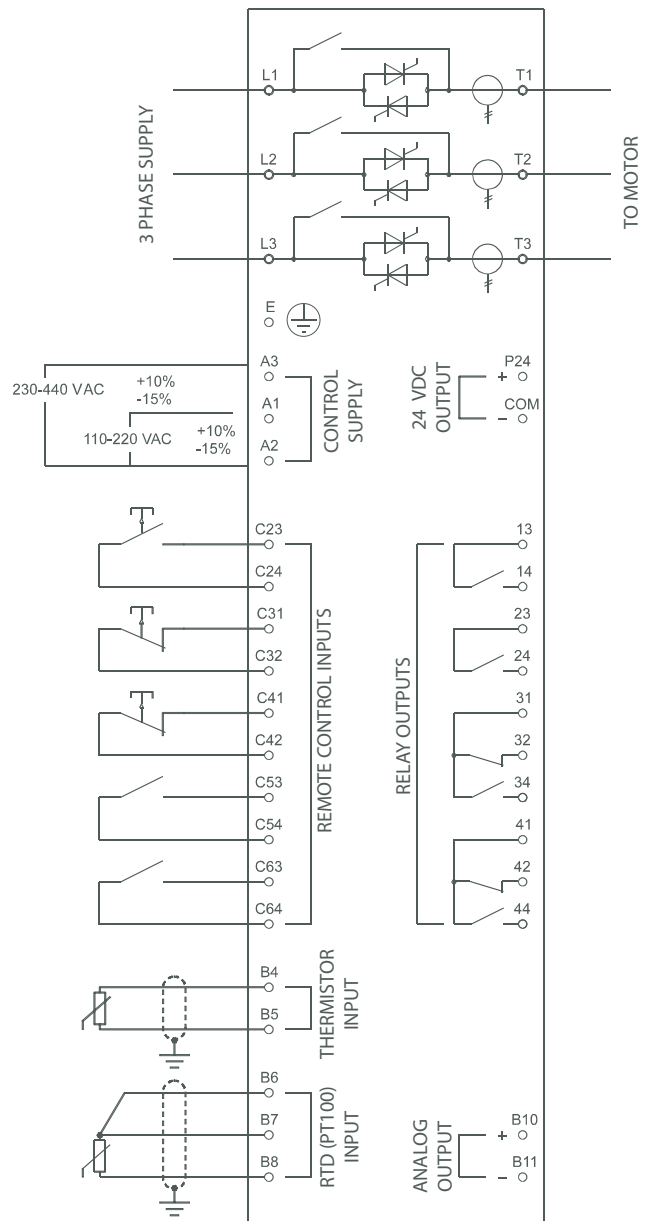 L1
T1
L2
T2
L3
T3
3 PHASE SUPPLY
TO MOTOR
E
A3
230-440 VAC
+10%
-15%
A1
110-220 VAC
+10%
-15%
A2
CONTROL
SUPPLY
24 VDC
OUTPUT
P24
+
COM
–
C23
C24
C31
C32
C41
C42
C53
C54
C63
C64
REMOTE CONTROL INPUTS
RELAY OUTPUTS
13
14
23
24
31
32
34
41
42
44
B4
B5
THERMISTOR
INPUT
B6
B7
B8
RTD (PT100)
INPUT
ANALOG
OUTPUT
B10
+
B11
–